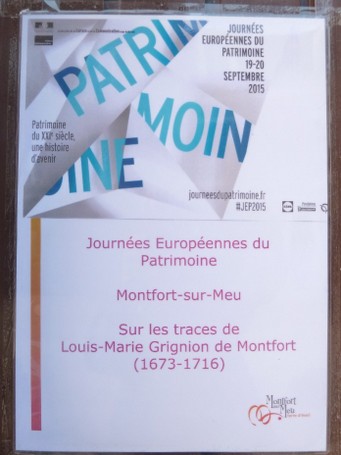 JOURNÉES
EUROPÉENNES DU
PATRIMOINE
19-20
SEPTEMBRE
2015
PATRIM
MOIN
OINE
Patrimoine
du XXIe siècle,
une histoire
d'avenir
journeesdupatrimoine.fr
#JEP2015
Journées Européennes du
Patrimoine
Montfort-sur-Meu
Sur les traces de
Louis-Marie Grignion de Montfort
(1673-1716)
Montfort
Meu